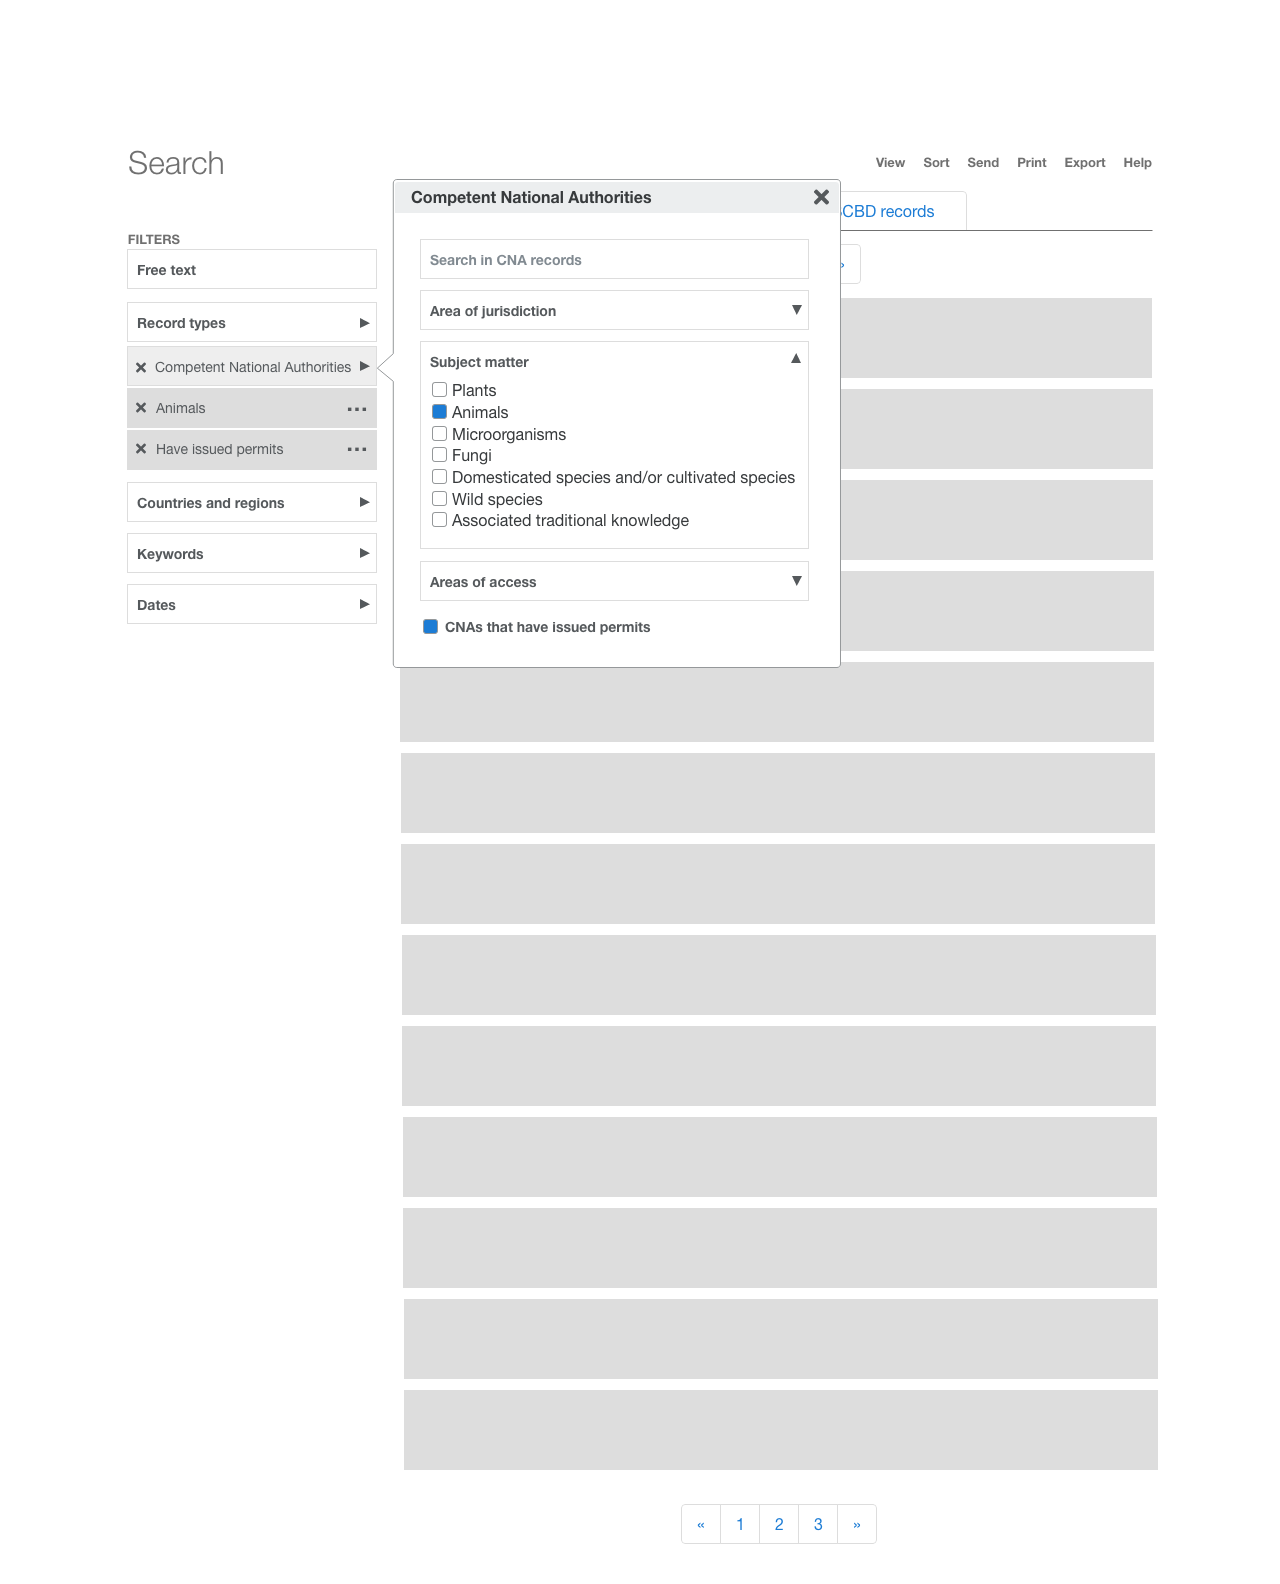 Search
View Sort Send Print Export Help
Competent National Authorities
CBD records
FILTERS
Free text
Search in CNA records
»
Record types
Area of jurisdiction
Competent National Authorities
Animals
Have issued permits
Countries and regions
Keywords
Dates
Subject matter
Plants
Animals
Microorganisms
Fungi
Domesticated species and/or cultivated species
Wild species
Associated traditional knowledge
Areas of access
CNAs that have issued permits
« 1 2 3 »